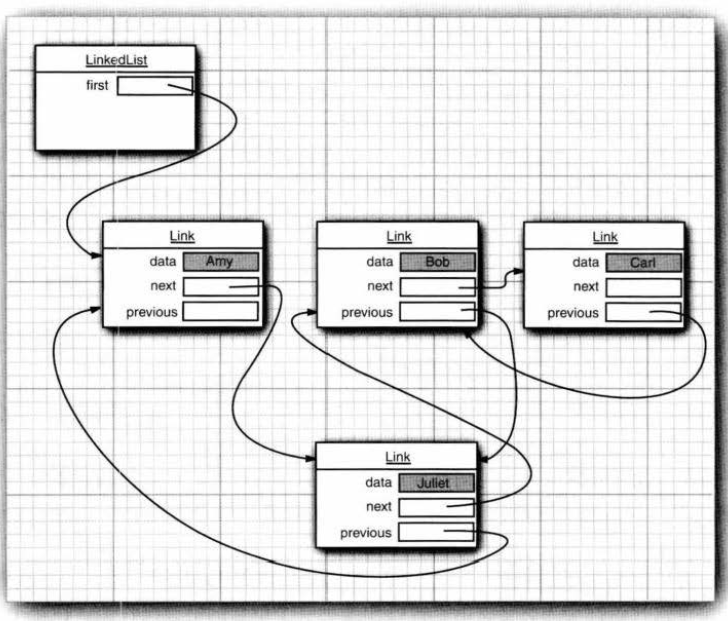 LinkedList
first
Link
data Amy
next
previous
Link
data Bob
next
previous
Link
data Carl
next
previous
Link
data Juliet
next
previous